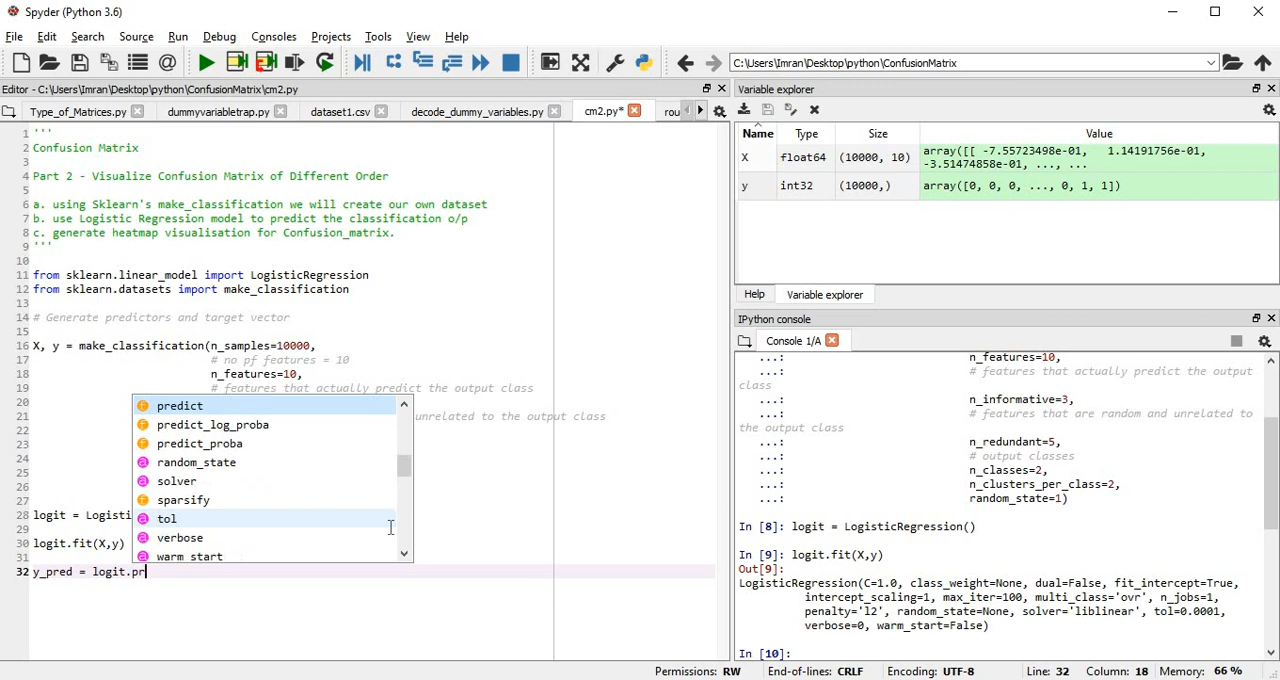 Spyder (Python 3.6)
File Edit Search Source Run Debug Consoles Projects Tools View Help
C:\Users\Imran\Desktop\python\ConfusionMatrix
Editor - C:\Users\Imran\Desktop\python\ConfusionMatrix\cm2.py
Type_of_Matrices.py dummyvariabletrap.py dataset1.csv decode_dummy_variables.py cm2.py* rou
1 '''
2 Confusion Matrix
3
4 Part 2 - Visualize Confusion Matrix of Different Order
5
6 a. using Sklearn's make_classification we will create our own dataset
7 b. use Logistic Regression model to predict the classification o/p
8 c. generate heatmap visualisation for Confusion_matrix.
9 '''
10
11 from sklearn.linear_model import LogisticRegression
12 from sklearn.datasets import make_classification
13
14 # Generate predictors and target vector
15
16 X, y = make_classification(n_samples=10000,
17 # no pf features = 10
18 n_features=10,
19 # features that actually predict the output class
20
21 unrelated to the output class
22
23
24
25
26
27
28 logit = Logisti
29
30 logit.fit(X,y)
31
32 y_pred = logit.pr
predict
predict_log_proba
predict_proba
random_state
solver
sparsify
tol
verbose
warm_start
Variable explorer
Name Type Size Value
X float64 (10000, 10) array([[ -7.55723498e-01, 1.14191756e-01,
-3.51474858e-01, ..., ...
y int32 (10000,) array([0, 0, 0, ..., 0, 1, 1])
Help Variable explorer
IPython console
Console 1/A
...: n_features=10,
...: # features that actually predict the output
class
...: n_informative=3,
...: # features that are random and unrelated to
the output class
...: n_redundant=5,
...: # output classes
...: n_classes=2,
...: n_clusters_per_class=2,
...: random_state=1)
In [8]: logit = LogisticRegression()
In [9]: logit.fit(X,y)
Out[9]:
LogisticRegression(C=1.0, class_weight=None, dual=False, fit_intercept=True,
intercept_scaling=1, max_iter=100, multi_class='ovr', n_jobs=1,
penalty='l2', random_state=None, solver='liblinear', tol=0.0001,
verbose=0, warm_start=False)
In [10]:
Permissions: RW End-of-lines: CRLF Encoding: UTF-8 Line: 32 Column: 18 Memory: 66 %